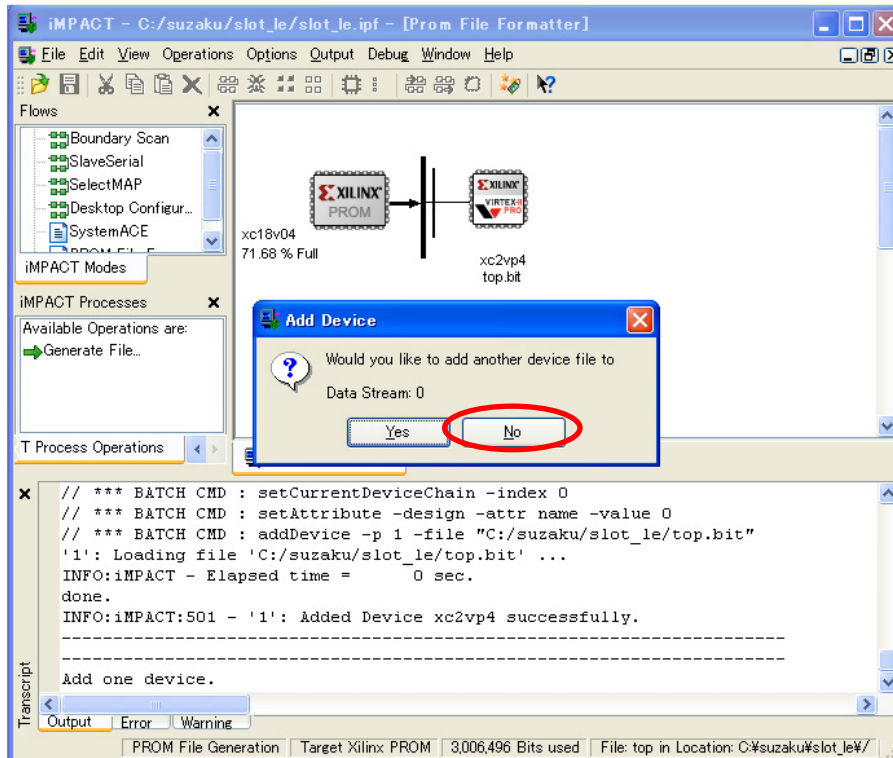 iMPACT - C:/suzaku/slot_le/slot_le.ipf - [Prom File Formatter]
File Edit View Operations Options Output Debug Window Help
Flows
Boundary Scan
SlaveSerial
SelectMAP
Desktop Configur...
SystemACE
iMPACT Modes
iMPACT Processes
Available Operations are:
Generate File...
T Process Operations
XILINX
PROM
xc18v04
71.68 % Full
XILINX
VIRTEX-II
PRO
xc2vp4
top.bit
Add Device
Would you like to add another device file to
Data Stream: 0
Yes
No
// *** BATCH CMD : setCurrentDeviceChain -index 0
// *** BATCH CMD : setAttribute -design -attr name -value 0
// *** BATCH CMD : addDevice -p 1 -file "C:/suzaku/slot_le/top.bit"
'1': Loading file 'C:/suzaku/slot_le/top.bit' ...
INFO:iMPACT - Elapsed time =      0 sec.
done.
INFO:iMPACT:501 - '1': Added Device xc2vp4 successfully.
----------------------------------------------------------------------
----------------------------------------------------------------------
Add one device.
Transcript
Output Error Warning
PROM File Generation Target Xilinx PROM 3,006,496 Bits used File: top in Location: C:¥suzaku¥slot_le¥/